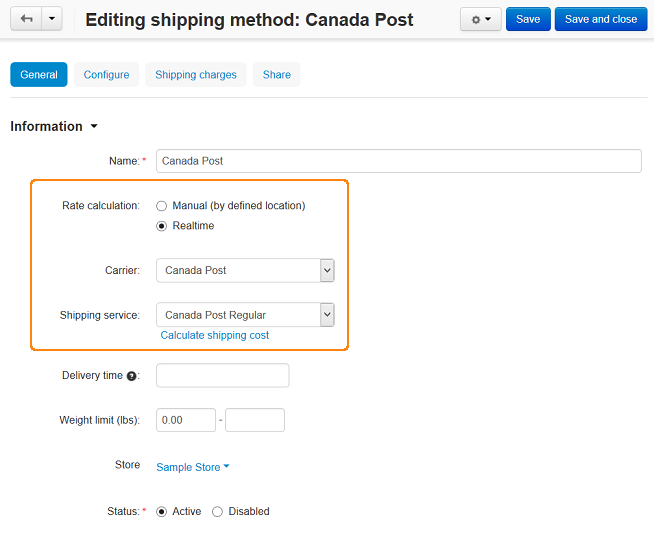 Editing shipping method: Canada Post
Save
Save and close
General
Configure
Shipping charges
Share
Information
Name: *
Canada Post
Rate calculation:
Manual (by defined location)
Realtime
Carrier:
Canada Post
Shipping service:
Canada Post Regular
Calculate shipping cost
Delivery time ?:
Weight limit (lbs):
0.00 -
Store
Sample Store
Status: *
Active
Disabled